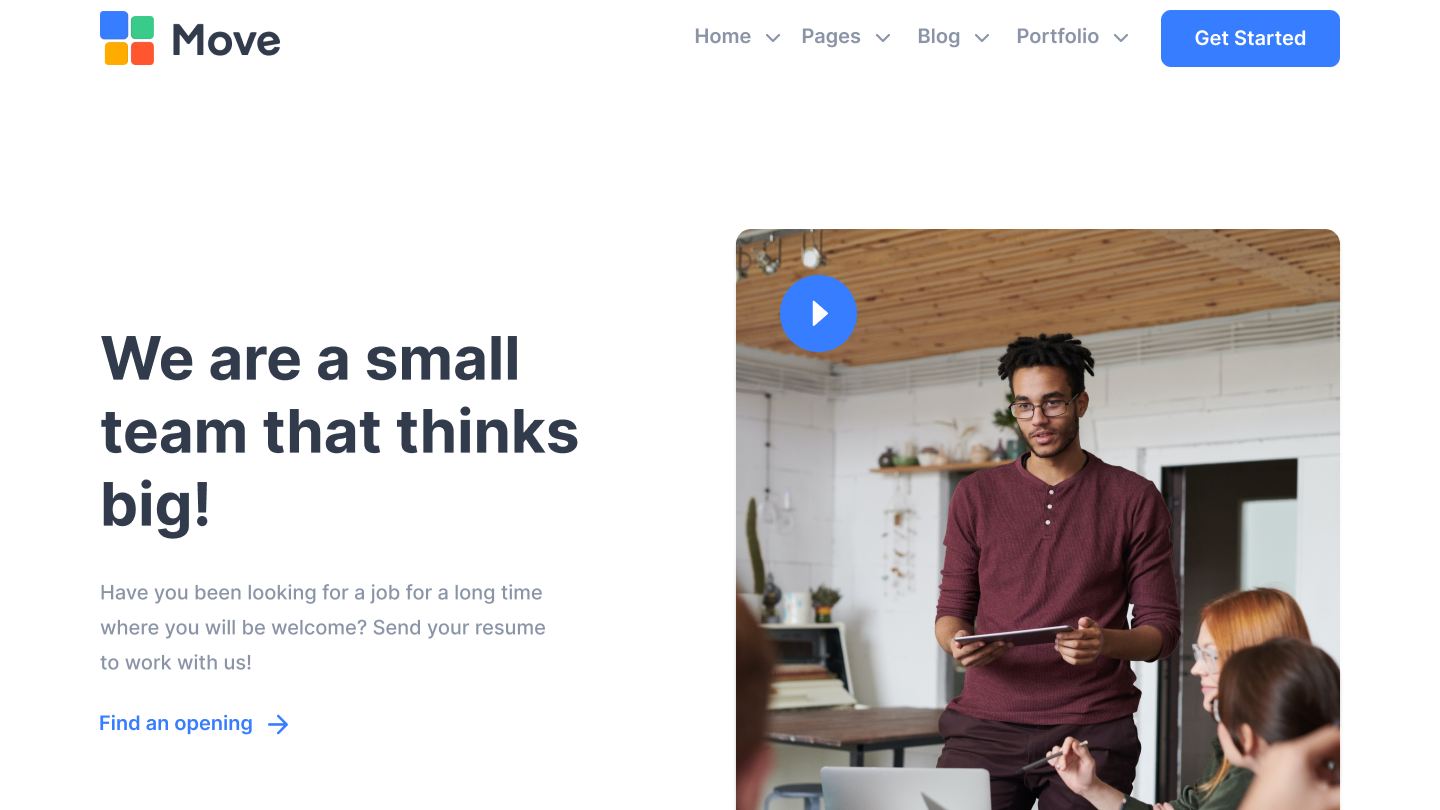 Move
Home Pages Blog Portfolio Get Started
We are a small
team that thinks
big!
Have you been looking for a job for a long time
where you will be welcome? Send your resume
to work with us!
Find an opening